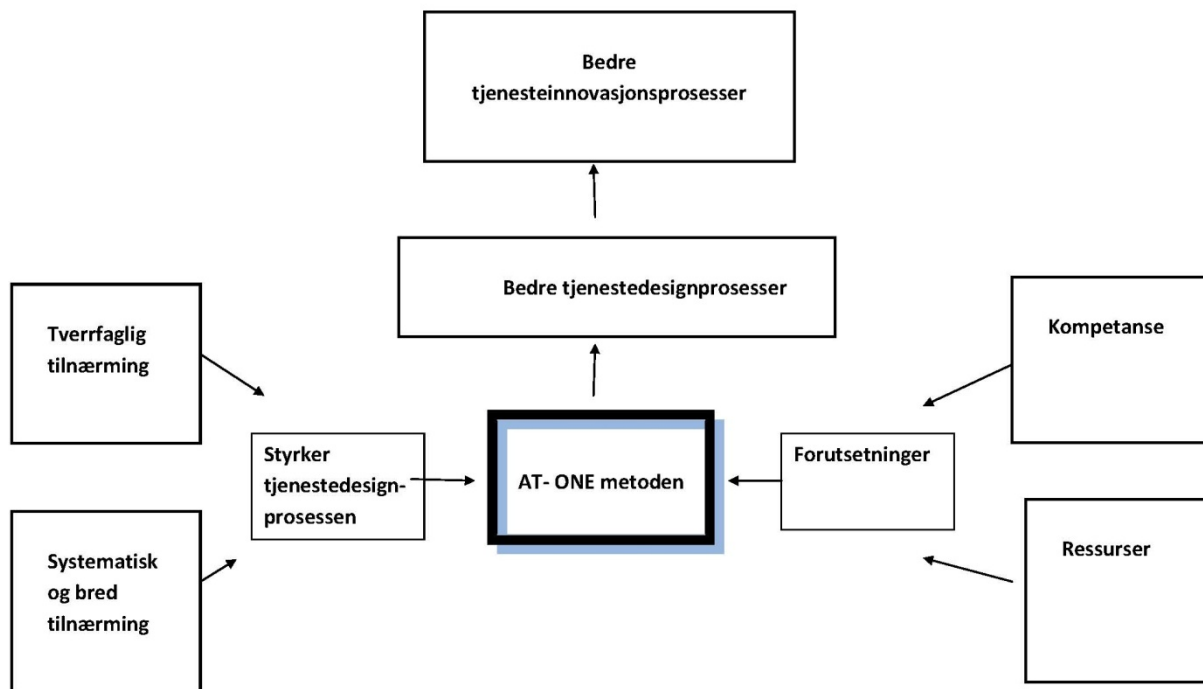 Bedre
tjenesteinnovasjonsprosesser
Bedre tjenestedesignprosesser
Tverrfaglig
tilnærming
Kompetanse
Styrker
tjenestedesign-
prosessen
AT- ONE metoden
Forutsetninger
Systematisk
og bred
tilnærming
Ressurser